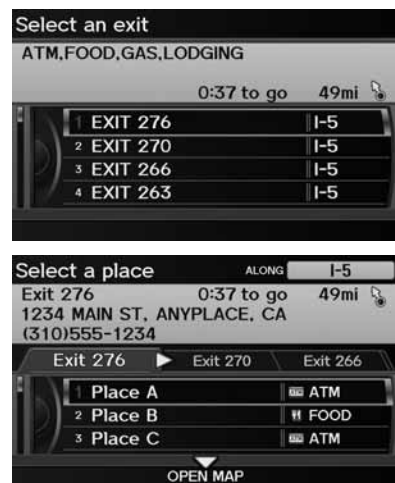 Select an exit
ATM,FOOD,GAS,LODGING
0:37 to go 49mi
1 EXIT 276 I-5
2 EXIT 270 I-5
3 EXIT 266 I-5
4 EXIT 263 I-5
Select a place ALONG I-5
Exit 276 0:37 to go 49mi
1234 MAIN ST, ANYPLACE, CA
(310)555-1234
Exit 276 Exit 270 Exit 266
1 Place A ATM
2 Place B FOOD
3 Place C ATM
OPEN MAP